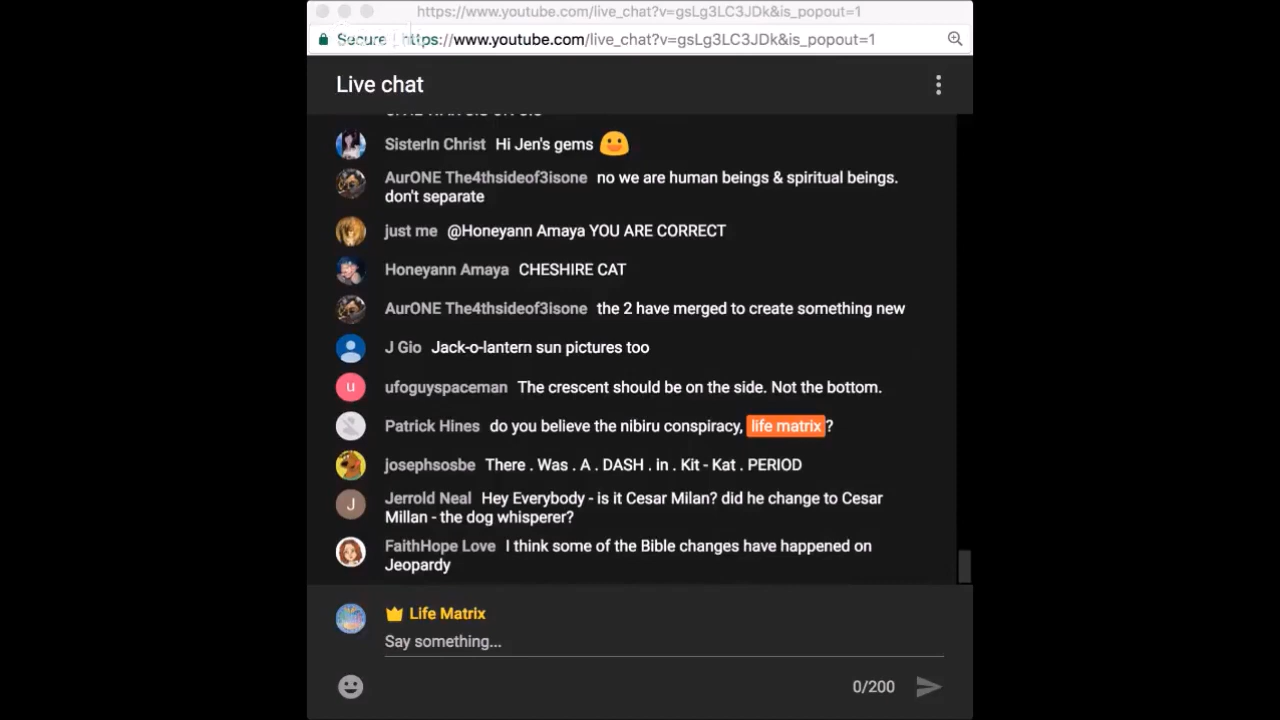 https://www.youtube.com/live_chat?v=gsLg3LC3JDk&is_popout=1
Secure https://www.youtube.com/live_chat?v=gsLg3LC3JDk&is_popout=1
Live chat
SisterIn Christ Hi Jen's gems
AurONE The4thsideof3isone no we are human beings & spiritual beings.
don't separate
just me @Honeyann Amaya YOU ARE CORRECT
Honeyann Amaya CHESHIRE CAT
AurONE The4thsideof3isone the 2 have merged to create something new
J Gio Jack-o-lantern sun pictures too
u ufoguyspaceman The crescent should be on the side. Not the bottom.
Patrick Hines do you believe the nibiru conspiracy, life matrix ?
josephsosbe There . Was . A . DASH . in . Kit - Kat . PERIOD
J Jerrold Neal Hey Everybody - is it Cesar Milan? did he change to Cesar
Millan - the dog whisperer?
FaithHope Love I think some of the Bible changes have happened on
Jeopardy
Life Matrix
Say something...
0/200